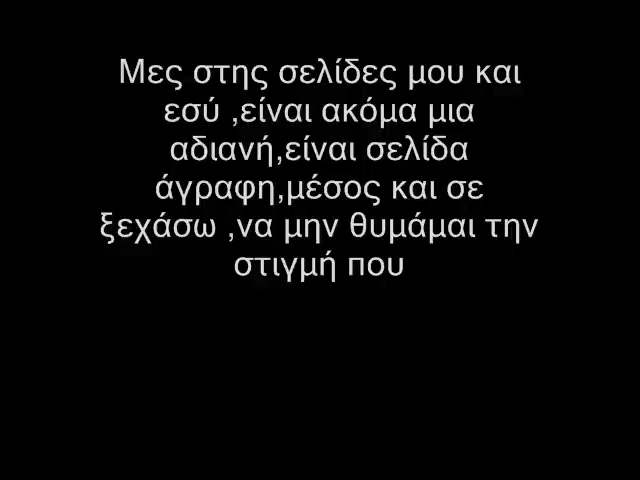 Μες στης σελίδες μου και
εσύ ,είναι ακόμα μια
αδιανή,είναι σελίδα
άγραφη,μέσος και σε
ξεχάσω ,να μην θυμάμαι την
στιγμή που